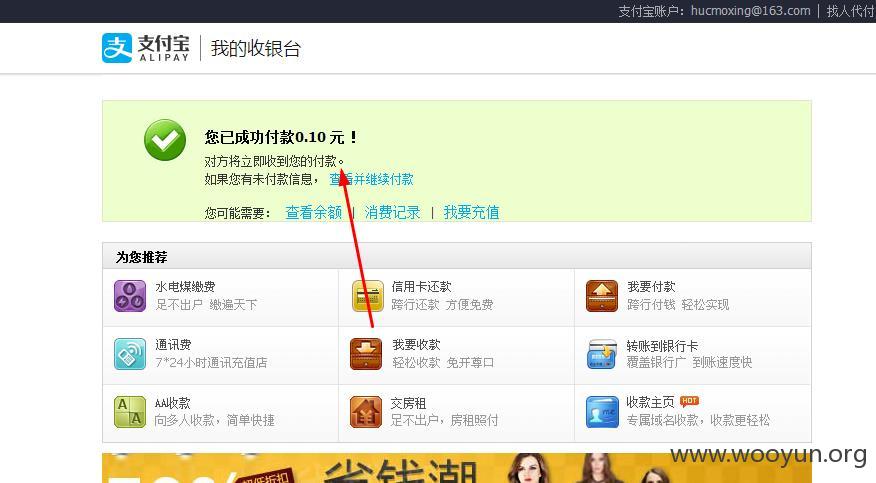 支付宝账户：hucmoxing@163.com | 找人代付
支付宝 ALIPAY | 我的收银台
您已成功付款0.10 元！
对方将立即收到您的付款。
如果您有未付款信息， 查看并继续付款
您可能需要： 查看余额 | 消费记录 | 我要充值
为您推荐
水电煤缴费
足不出户 缴遍天下
信用卡还款
跨行还款 方便免费
我要付款
跨行付钱 轻松实现
通讯费
7*24小时通讯充值店
我要收款
轻松收款 免开尊口
转账到银行卡
覆盖银行广 到账速度快
AA收款
向多人收款，简单快捷
交房租
足不出户，房租照付
收款主页 HOT
专属域名收款，收款更轻松
www.wooyun.org
省钱潮